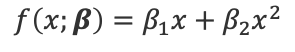 f(x; β) = β₁x + β₂x²